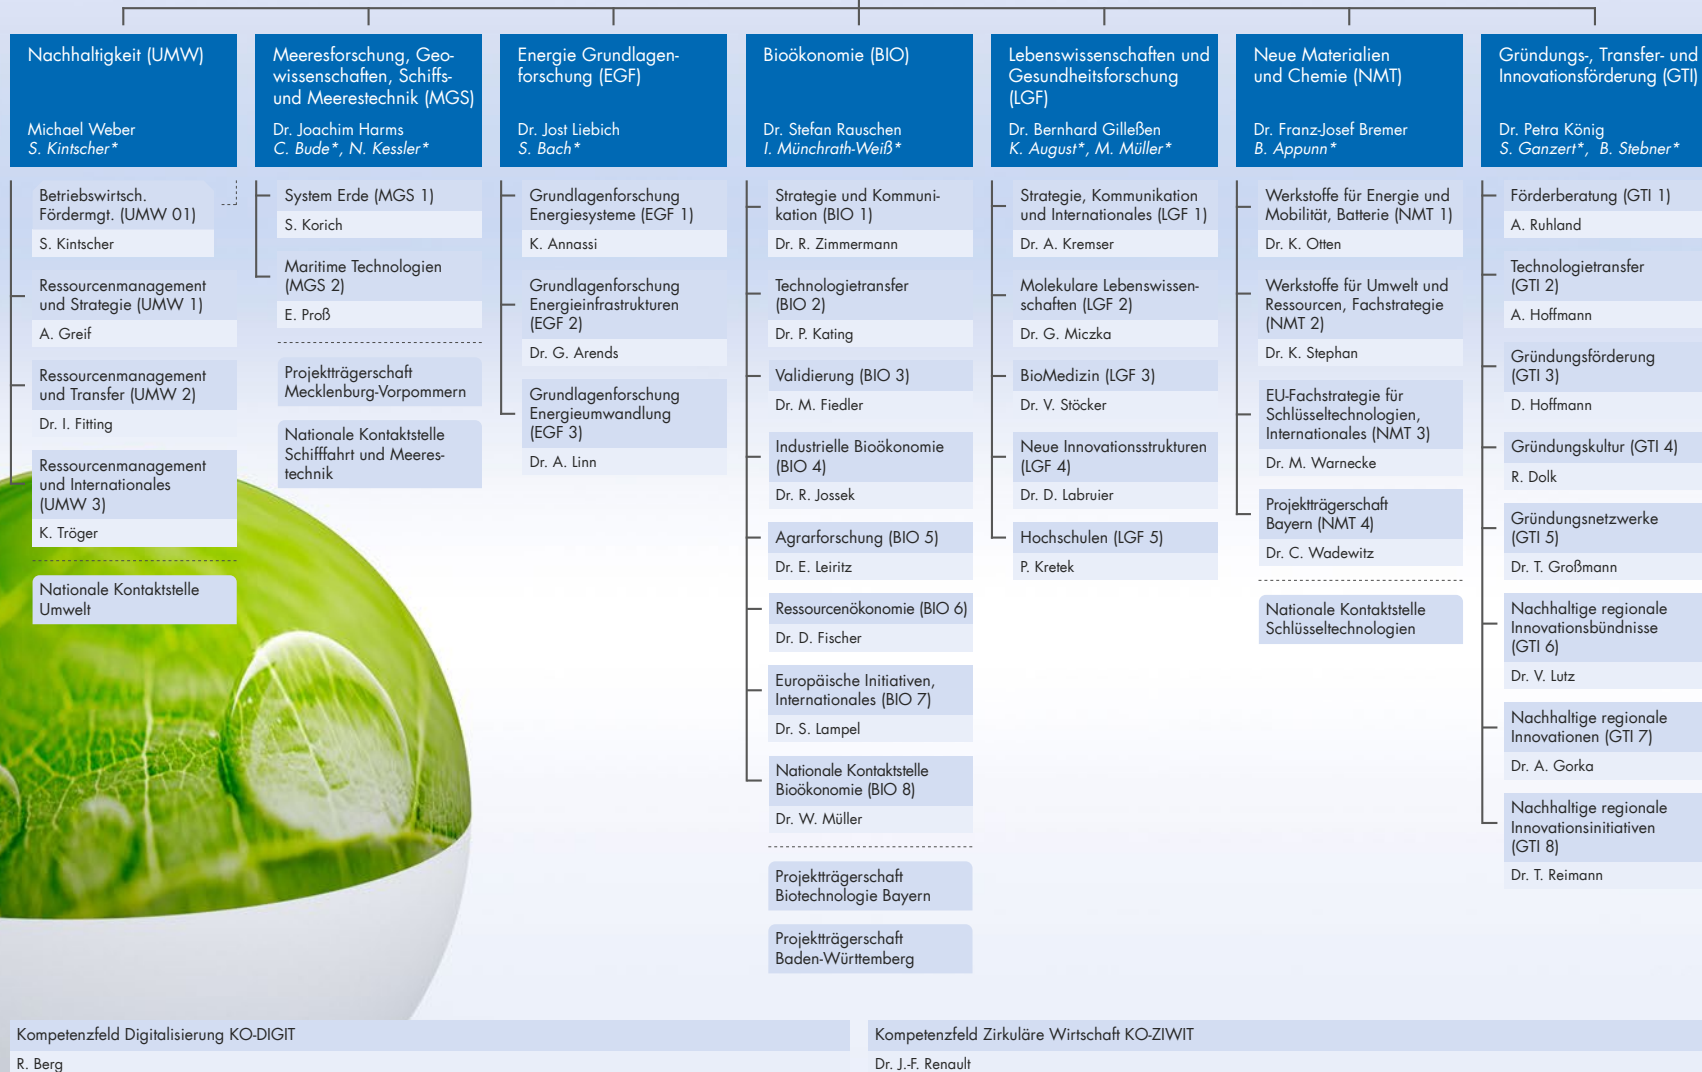 Nachhaltigkeit (UMW)
Michael Weber
S. Kintscher*
Betriebswirtsch.
Fördermgt. (UMW 01)
S. Kintscher
Ressourcenmanagement
und Strategie (UMW 1)
A. Greif
Ressourcenmanagement
und Transfer (UMW 2)
Dr. I. Fitting
Ressourcenmanagement
und Internationales
(UMW 3)
K. Tröger
Nationale Kontaktstelle
Umwelt
Meeresforschung, Geo-
wissenschaften, Schiffs-
und Meerestechnik (MGS)
Dr. Joachim Harms
C. Bude*, N. Kessler*
System Erde (MGS 1)
S. Korich
Maritime Technologien
(MGS 2)
E. Proß
Projektträgerschaft
Mecklenburg-Vorpommern
Nationale Kontaktstelle
Schifffahrt und Meeres-
technik
Energie Grundlagen-
forschung (EGF)
Dr. Jost Liebich
S. Bach*
Grundlagenforschung
Energiesysteme (EGF 1)
K. Annassi
Grundlagenforschung
Energieinfrastrukturen
(EGF 2)
Dr. G. Arends
Grundlagenforschung
Energieumwandlung
(EGF 3)
Dr. A. Linn
Bioökonomie (BIO)
Dr. Stefan Rauschen
I. Münchrath-Weiß*
Strategie und Kommuni-
kation (BIO 1)
Dr. R. Zimmermann
Technologietransfer
(BIO 2)
Dr. P. Kating
Validierung (BIO 3)
Dr. M. Fiedler
Industrielle Bioökonomie
(BIO 4)
Dr. R. Jossek
Agrarforschung (BIO 5)
Dr. E. Leiritz
Ressourcenökonomie (BIO 6)
Dr. D. Fischer
Europäische Initiativen,
Internationales (BIO 7)
Dr. S. Lampel
Nationale Kontaktstelle
Bioökonomie (BIO 8)
Dr. W. Müller
Projektträgerschaft
Biotechnologie Bayern
Projektträgerschaft
Baden-Württemberg
Lebenswissenschaften und
Gesundheitsforschung
(LGF)
Dr. Bernhard Gilleßen
K. August*, M. Müller*
Strategie, Kommunikation
und Internationales (LGF 1)
Dr. A. Kremser
Molekulare Lebenswissen-
schaften (LGF 2)
Dr. G. Miczka
BioMedizin (LGF 3)
Dr. V. Stöcker
Neue Innovationsstrukturen
(LGF 4)
Dr. D. Labruier
Hochschulen (LGF 5)
P. Kretek
Neue Materialien
und Chemie (NMT)
Dr. Franz-Josef Bremer
B. Appunn*
Werkstoffe für Energie und
Mobilität, Batterie (NMT 1)
Dr. K. Otten
Werkstoffe für Umwelt und
Ressourcen, Fachstrategie
(NMT 2)
Dr. K. Stephan
EU-Fachstrategie für
Schlüsseltechnologien,
Internationales (NMT 3)
Dr. M. Warnecke
Projektträgerschaft
Bayern (NMT 4)
Dr. C. Wadewitz
Nationale Kontaktstelle
Schlüsseltechnologien
Gründungs-, Transfer- und
Innovationsförderung (GTI)
Dr. Petra König
S. Ganzert*, B. Stebner*
Förderberatung (GTI 1)
A. Ruhland
Technologietransfer
(GTI 2)
A. Hoffmann
Gründungsförderung
(GTI 3)
D. Hoffmann
Gründungskultur (GTI 4)
R. Dolk
Gründungsnetzwerke
(GTI 5)
Dr. T. Großmann
Nachhaltige regionale
Innovationsbündnisse
(GTI 6)
Dr. V. Lutz
Nachhaltige regionale
Innovationen (GTI 7)
Dr. A. Gorka
Nachhaltige regionale
Innovationsinitiativen
(GTI 8)
Dr. T. Reimann
Kompetenzfeld Digitalisierung KO-DIGIT
R. Berg
Kompetenzfeld Zirkuläre Wirtschaft KO-ZIWIT
Dr. J.-F. Renault